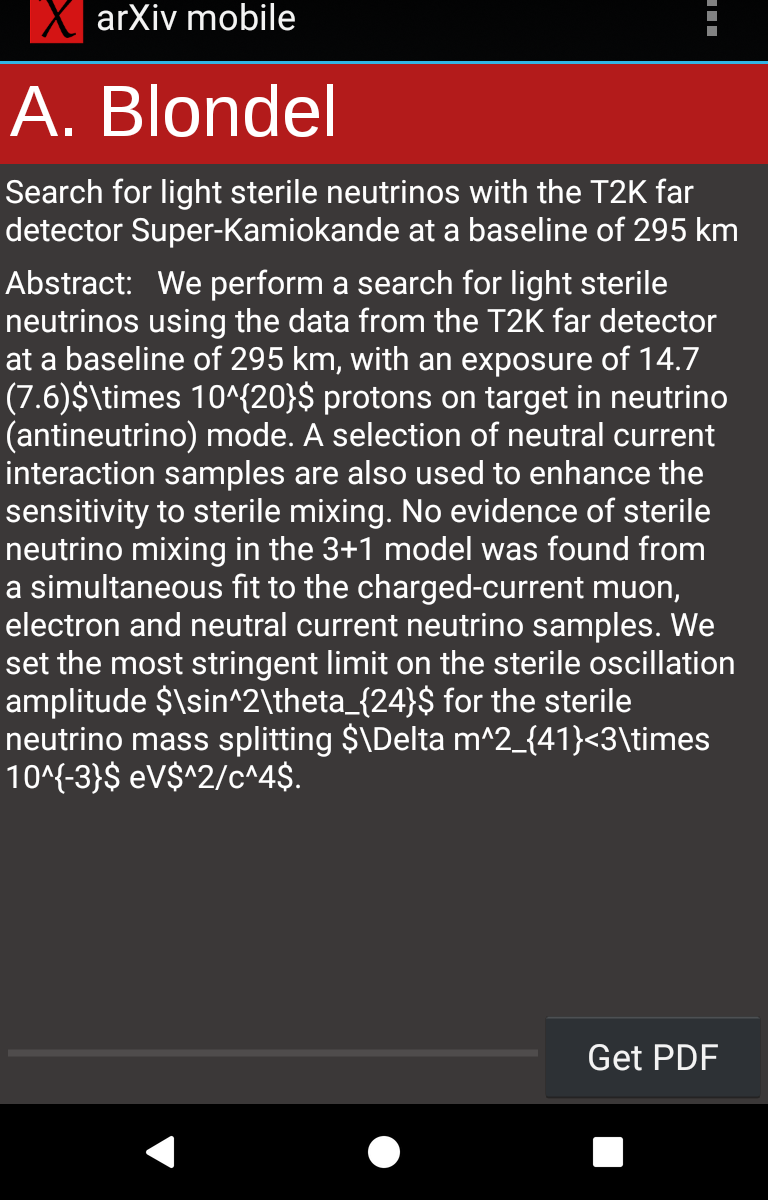 X arXiv mobile
A. Blondel
Search for light sterile neutrinos with the T2K far
detector Super-Kamiokande at a baseline of 295 km
Abstract: We perform a search for light sterile
neutrinos using the data from the T2K far detector
at a baseline of 295 km, with an exposure of 14.7
(7.6)$\times 10^{20}$ protons on target in neutrino
(antineutrino) mode. A selection of neutral current
interaction samples are also used to enhance the
sensitivity to sterile mixing. No evidence of sterile
neutrino mixing in the 3+1 model was found from
a simultaneous fit to the charged-current muon,
electron and neutral current neutrino samples. We
set the most stringent limit on the sterile oscillation
amplitude $\sin^2\theta_{24}$ for the sterile
neutrino mass splitting $\Delta m^2_{41}<3\times
10^{-3}$ eV$^2/c^4$.
Get PDF